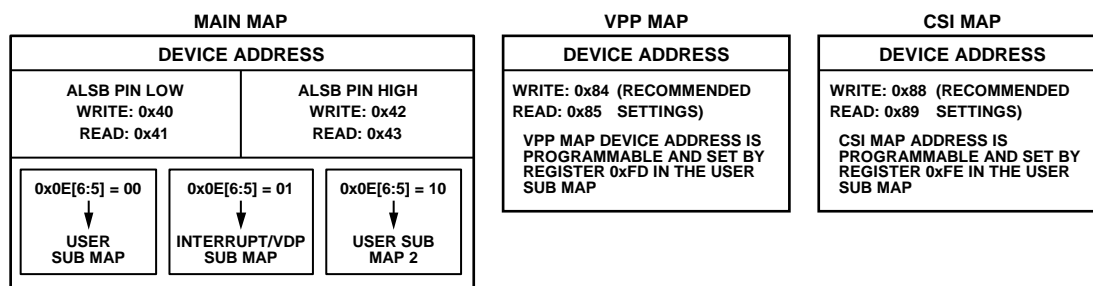 MAIN MAP
DEVICE ADDRESS
ALSB PIN LOW
WRITE: 0x40
READ: 0x41
ALSB PIN HIGH
WRITE: 0x42
READ: 0x43
0x0E[6:5] = 00
USER
SUB MAP
0x0E[6:5] = 01
INTERRUPT/VDP
SUB MAP
0x0E[6:5] = 10
USER SUB
MAP 2
VPP MAP
DEVICE ADDRESS
WRITE: 0x84 (RECOMMENDED
READ: 0x85 SETTINGS)
VPP MAP DEVICE ADDRESS IS
PROGRAMMABLE AND SET BY
REGISTER 0xFD IN THE USER
SUB MAP
CSI MAP
DEVICE ADDRESS
WRITE: 0x88 (RECOMMENDED
READ: 0x89 SETTINGS)
CSI MAP ADDRESS IS
PROGRAMMABLE AND SET BY
REGISTER 0xFE IN THE USER
SUB MAP